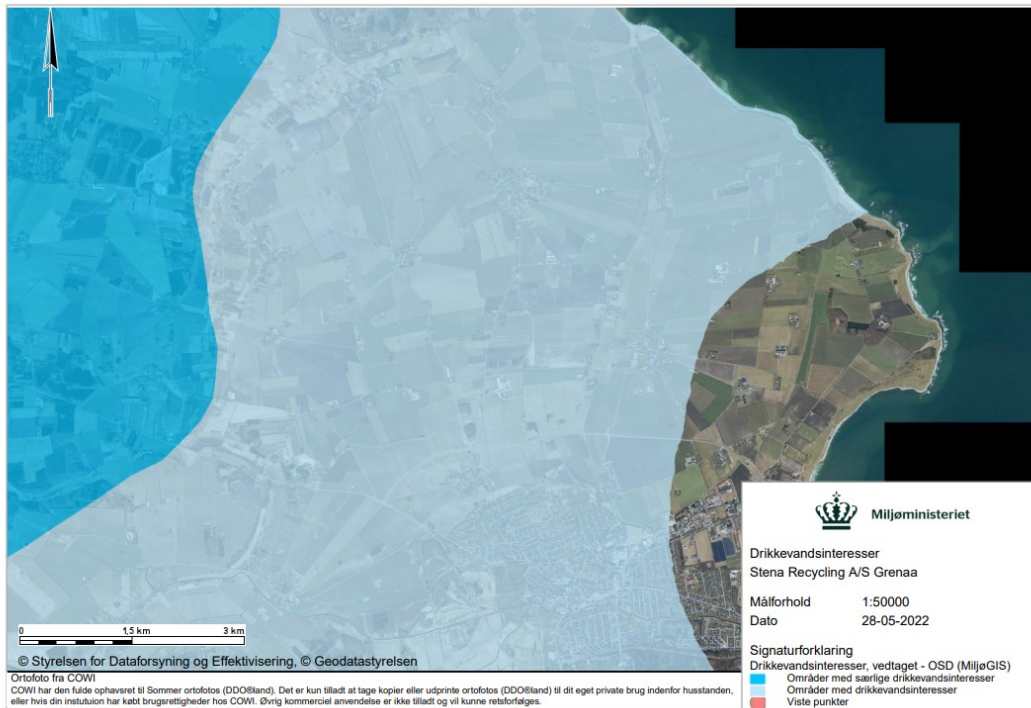 0 1,5 km 3 km
© Styrelsen for Dataforsyning og Effektivisering, © Geodatastyrelsen
Ortofoto fra COWI
COWI har den fulde ophavsret til Sommer ortofotos (DDO®land). Det er kun tilladt at tage kopier eller udprinte ortofotos (DDO®land) til dit eget private brug indenfor husstanden,
eller hvis din instutuion har købt brugsrettigheder hos COWI. Øvrig kommerciel anvendelse er ikke tilladt og vil kunne retsforfølges.
Miljøministeriet
Drikkevandsinteresser
Stena Recycling A/S Grenaa
Målforhold 1:50000
Dato 28-05-2022
Signaturforklaring
Drikkevandsinteresser, vedtaget - OSD (MiljøGIS)
Områder med særlige drikkevandsinteresser
Områder med drikkevandsinteresser
Viste punkter